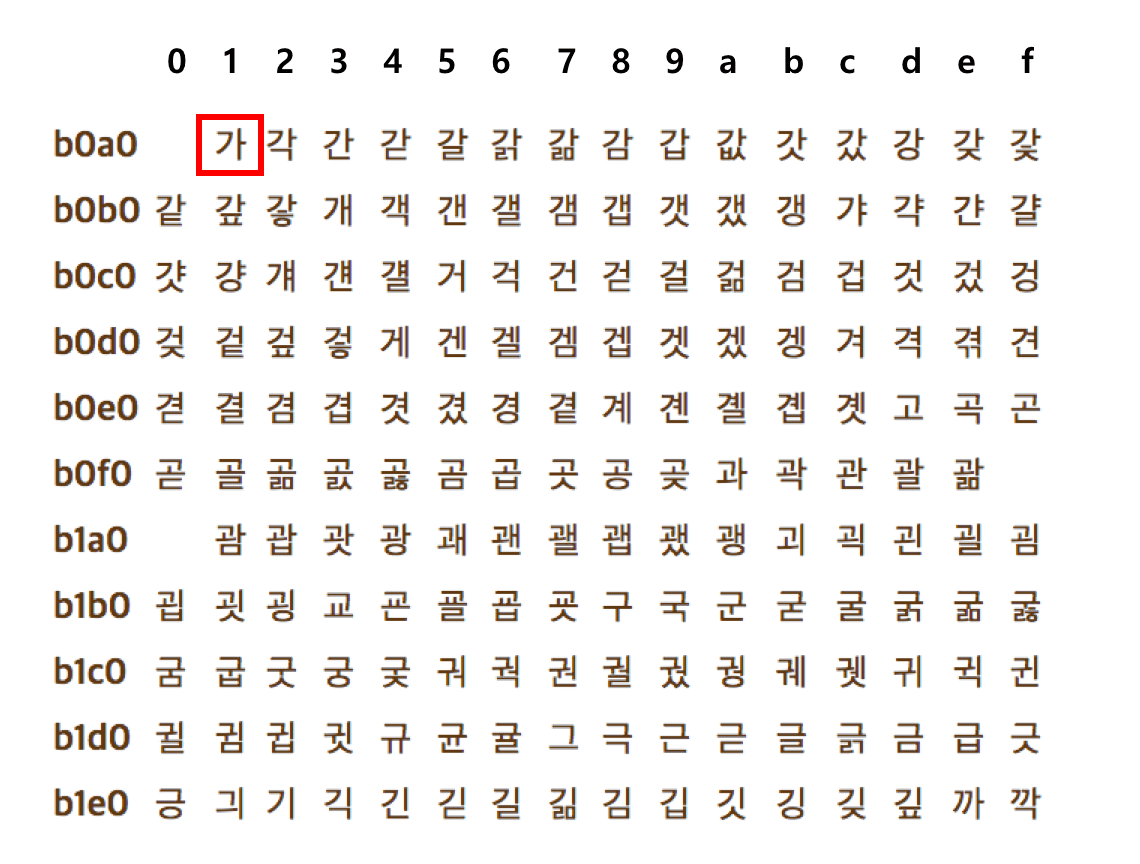 0 1 2 3 4 5 6 7 8 9 a b c d e f
b0a0 가 각 간 갇 갈 갉 갊 감 갑 값 갓 갔 강 갖 갗
b0b0 같 갚 갛 개 객 갠 갤 갬 갭 갯 갰 갱 갸 갹 갼 걀
b0c0 걋 걍 걔 걘 걜 거 걱 건 걷 걸 걺 검 겁 것 겄 겅
b0d0 겆 겉 겊 겋 게 겐 겔 겜 겝 겟 겠 겡 겨 격 겪 견
b0e0 겯 결 겸 겹 겻 겼 경 곁 계 곈 곌 곕 곗 고 곡 곤
b0f0 곧 골 곪 곬 곯 곰 곱 곳 공 곶 과 곽 관 괄 괆
b1a0 괌 괍 괏 광 괘 괜 괠 괩 괬 괭 괴 괵 괸 괼 굄
b1b0 굅 굇 굉 교 굔 굘 굡 굣 구 국 군 굳 굴 굵 굶 굻
b1c0 굼 굽 굿 궁 궂 궈 궉 권 궐 궜 궝 궤 궷 귀 귁 귄
b1d0 귈 귐 귑 귓 규 균 귤 그 극 근 귿 글 긁 금 급 긋
b1e0 긍 긔 기 긱 긴 긷 길 긺 김 깁 깃 깅 깆 깊 까 깍